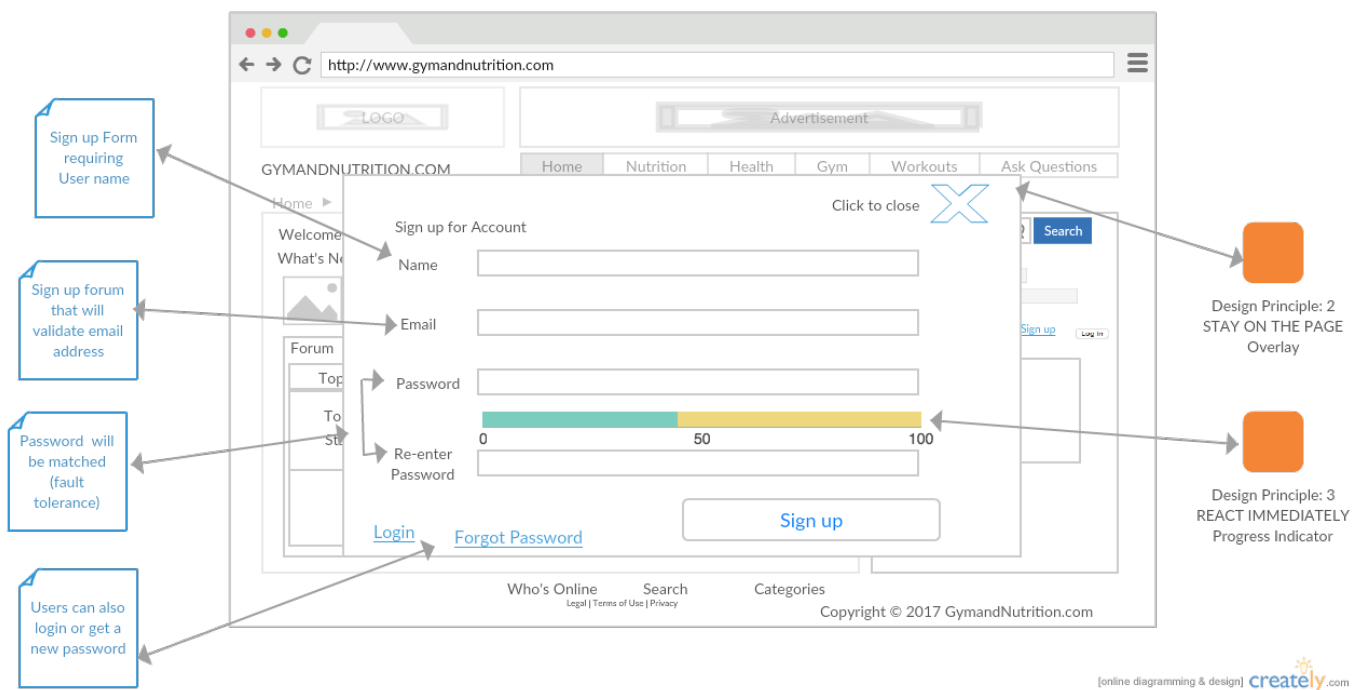 http://www.gymandnutrition.com
LOGO
Advertisement
GYMANDNUTRITION.COM
Home
Nutrition
Health
Gym
Workouts
Ask Questions
Home
Welcome
What's Ne
Search
Sign up
Log In
Forum
Top
To
St
Click to close
Sign up for Account
Name
Email
Password
0
50
100
Re-enter
Password
Login
Forgot Password
Sign up
Who's Online
Search
Categories
Legal | Terms of Use | Privacy
Copyright © 2017 GymandNutrition.com
Sign up Form
requiring
User name
Sign up forum
that will
validate email
address
Password will
be matched
(fault
tolerance)
Users can also
login or get a
new password
Design Principle: 2
STAY ON THE PAGE
Overlay
Design Principle: 3
REACT IMMEDIATELY
Progress Indicator
[online diagramming & design] creately.com